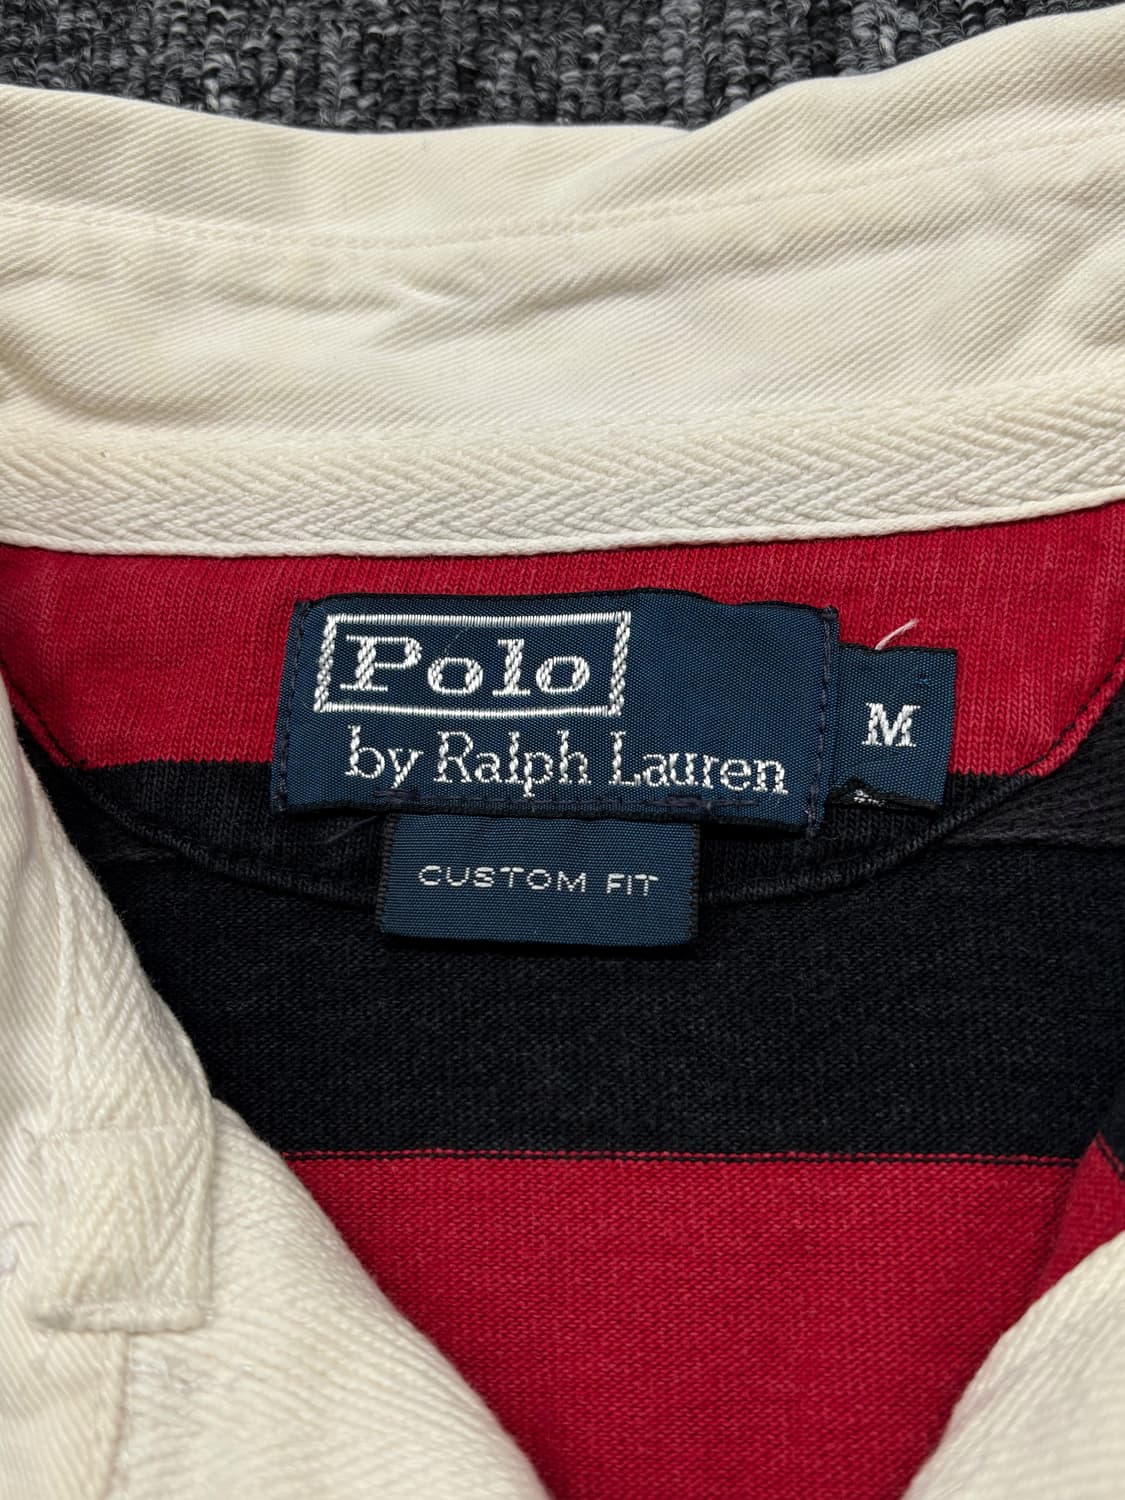 Polo
by Ralph Lauren
M
CUSTOM FIT